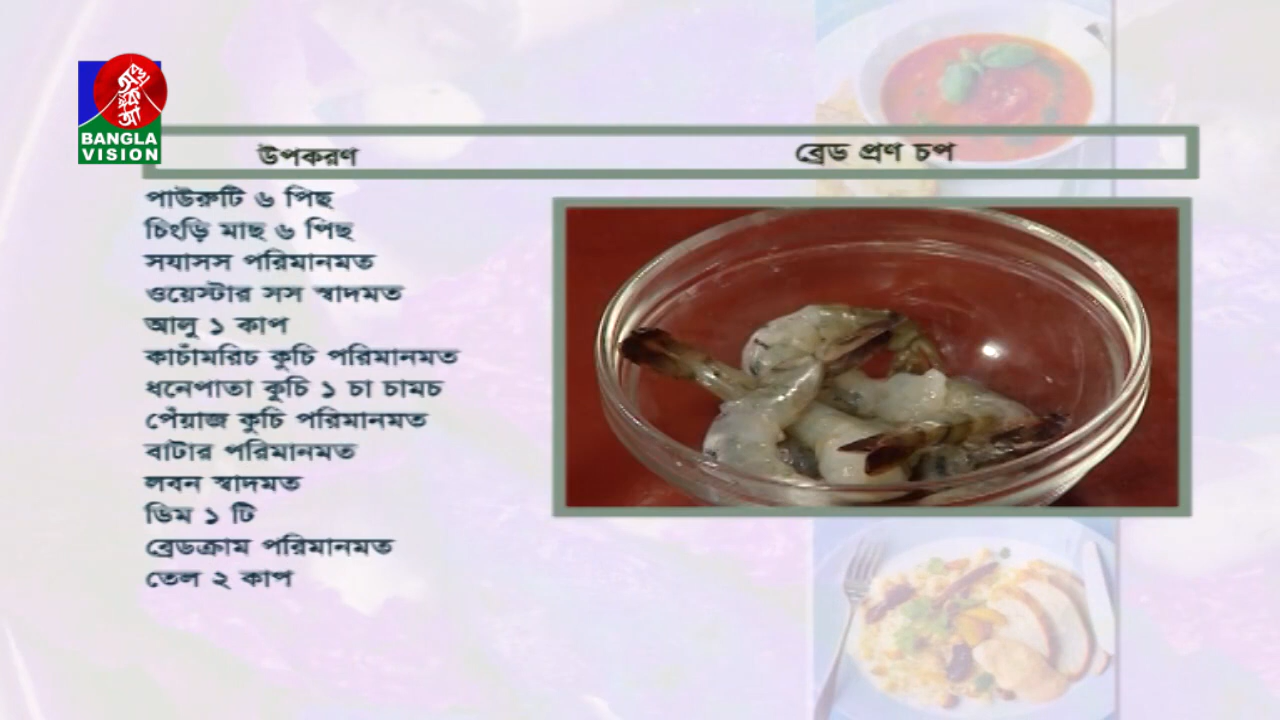 BANGLA
VISION
উপকরণ
ব্রেড প্রণ চপ
পাউরুটি ৬ পিছ
চিংড়ি মাছ ৬ পিছ
সয়াসস পরিমানমত
ওয়েস্টার সস স্বাদমত
আলু ১ কাপ
কাচাঁমরিচ কুচি পরিমানমত
ধনেপাতা কুচি ১ চা চামচ
পেঁয়াজ কুচি পরিমানমত
বাটার পরিমানমত
লবন স্বাদমত
ডিম ১ টি
ব্রেডক্রাম পরিমানমত
তেল ২ কাপ